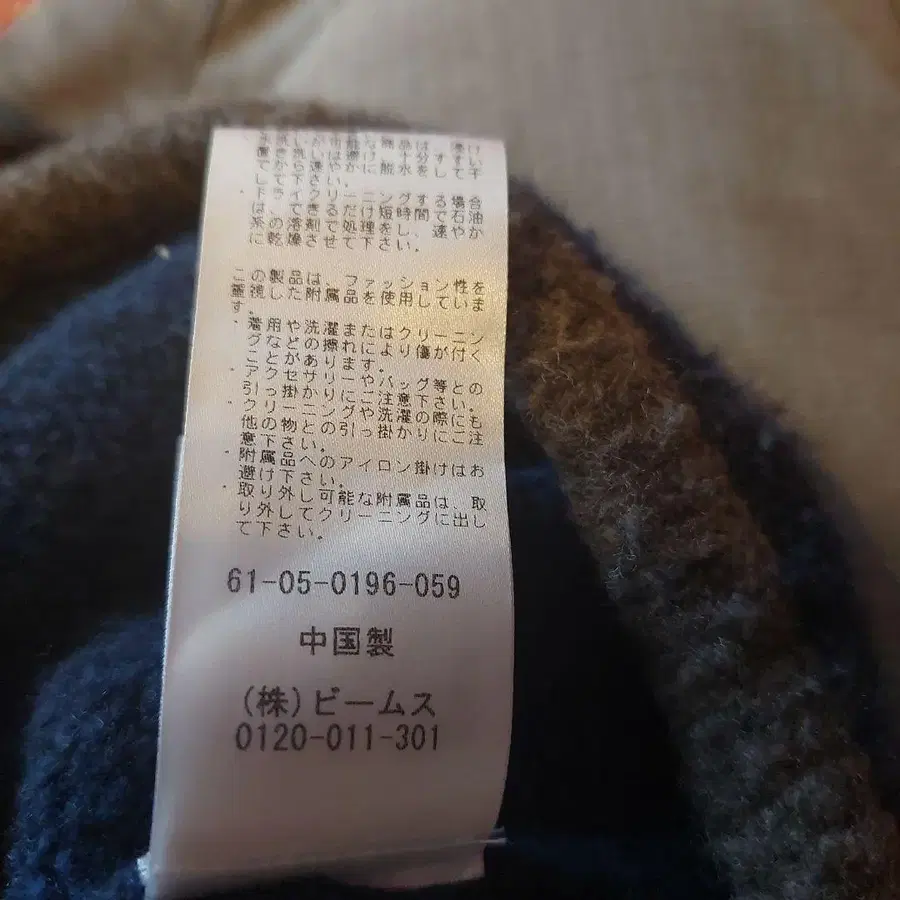 ・ドライクリーニングする場合
は、できるだけ短時間で石油
系の溶剤で処理をし、速やか
に乾燥させて下さい。
この製品は、ファッション性を
重視した附属品を使用していま
す。
・着用や洗濯またはクリーニン
グなどの擦れにより傷が付く
ことがあります。
・アクセサリーやバッグ等との
引っ掛かりにご注意下さい。
・クリーニングや洗濯の際にも
他の物との引っ掛かりにご注
意下さい。
・附属品へのアイロン掛けはお
避け下さい。
・取り外し可能な附属品は、取
り外してクリーニングに出し
て下さい。
61-05-0196-059
中国製
(株)ビームス
0120-011-301